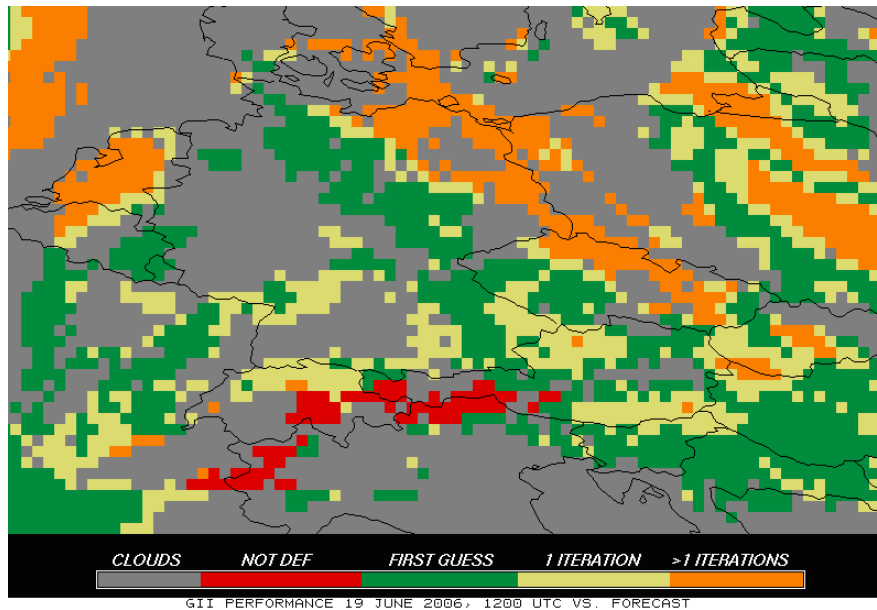 CLOUDS NOT DEF FIRST GUESS 1 ITERATION >1 ITERATIONS
GII PERFORMANCE 19 JUNE 2006, 1200 UTC VS. FORECAST